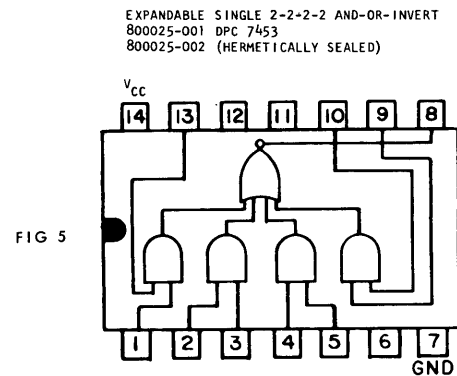 EXPANDABLE SINGLE 2-2-2-2 AND-OR-INVERT
800025-001 DPC 7453
800025-002 (HERMETICALLY SEALED)
VCC
14 13 12 11 10 9 8
FIG 5
1 2 3 4 5 6 7
GND